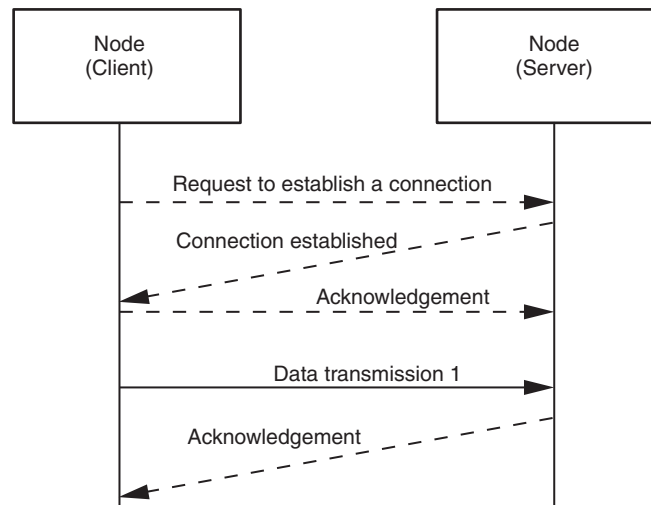 Node
(Client)
Node
(Server)
Request to establish a connection
Connection established
Acknowledgement
Data transmission 1
Acknowledgement